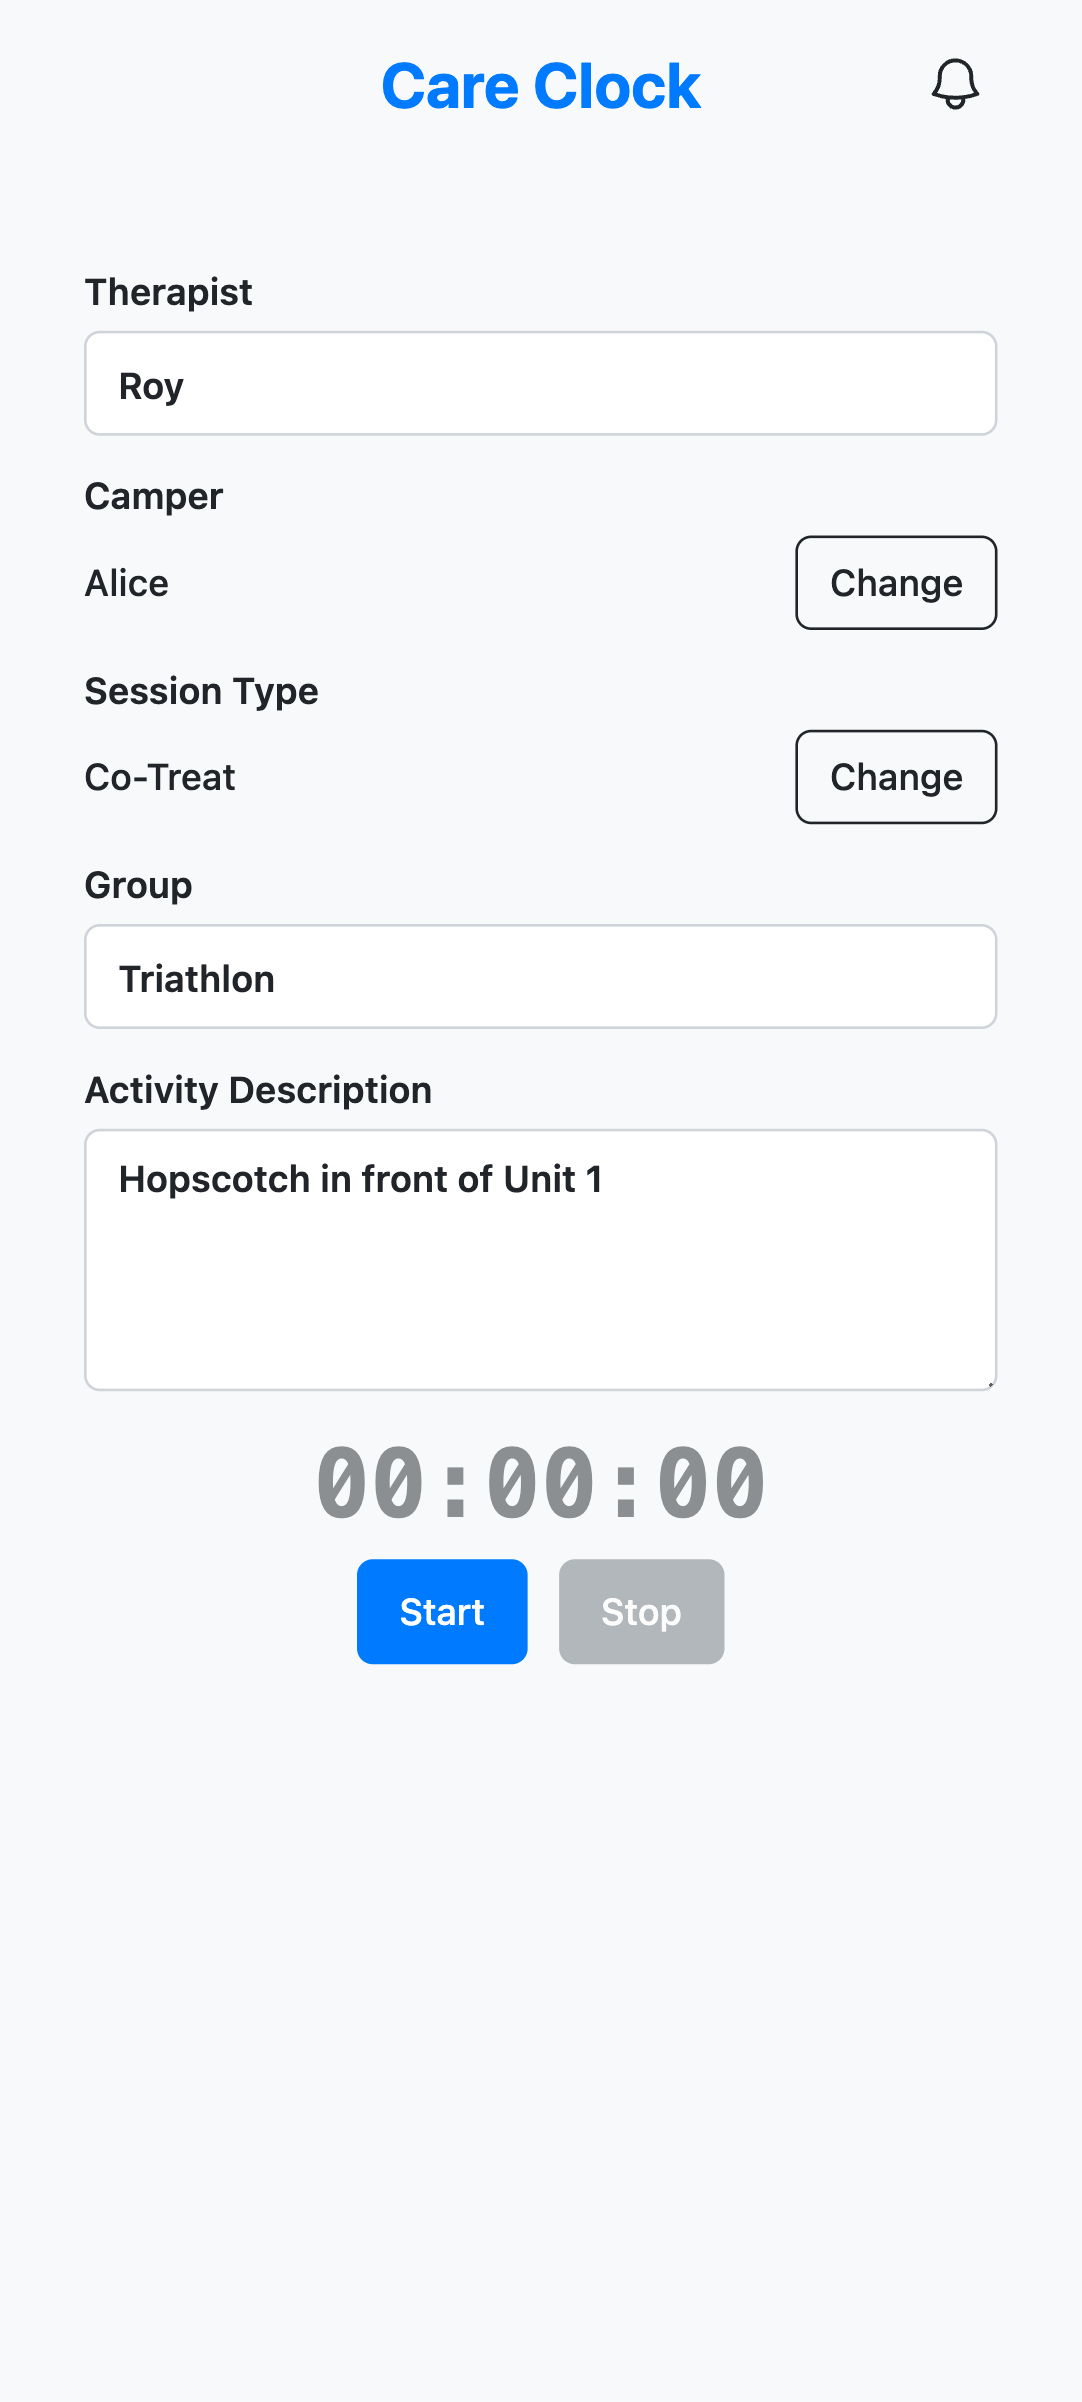 Care Clock
Therapist
Roy
Camper
Alice
Change
Session Type
Co-Treat
Change
Group
Triathlon
Activity Description
Hopscotch in front of Unit 1
00:00:00
Start
Stop